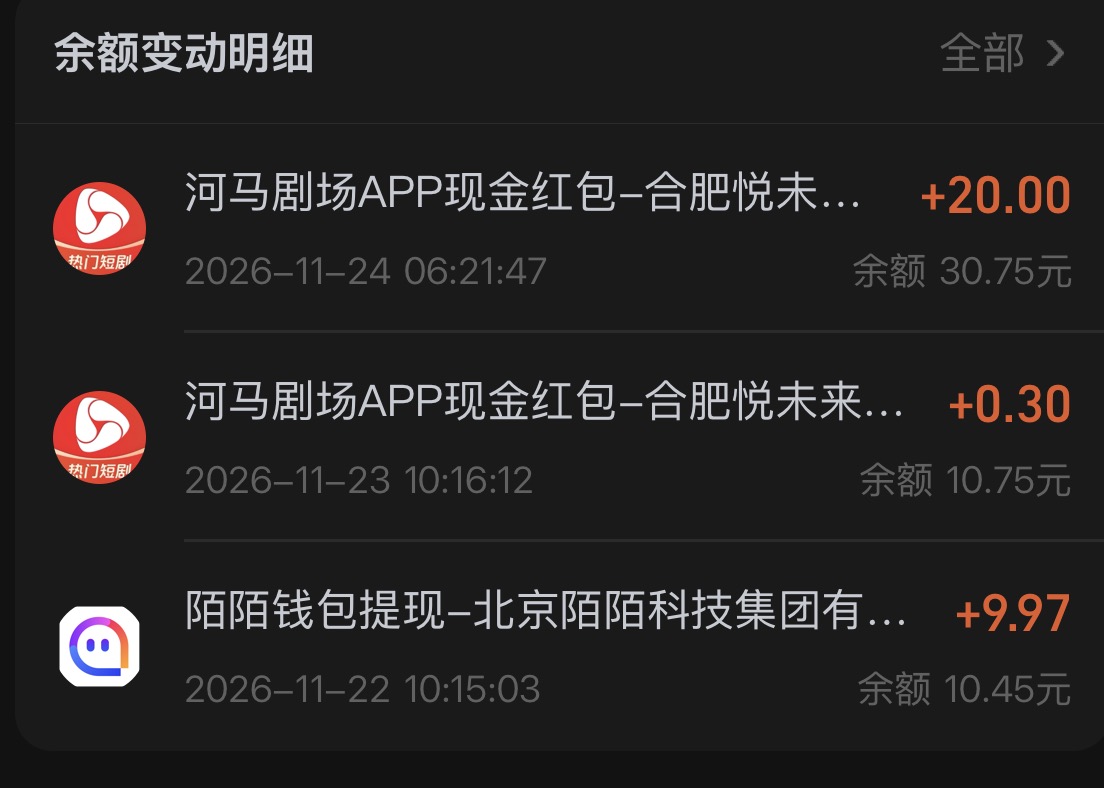 余额变动明细 全部 >
河马剧场APP现金红包-合肥悦未... +20.00
热门短剧
2026-11-24 06:21:47 余额 30.75元
河马剧场APP现金红包-合肥悦未来... +0.30
热门短剧
2026-11-23 10:16:12 余额 10.75元
陌陌钱包提现-北京陌陌科技集团有... +9.97
2026-11-22 10:15:03 余额 10.45元